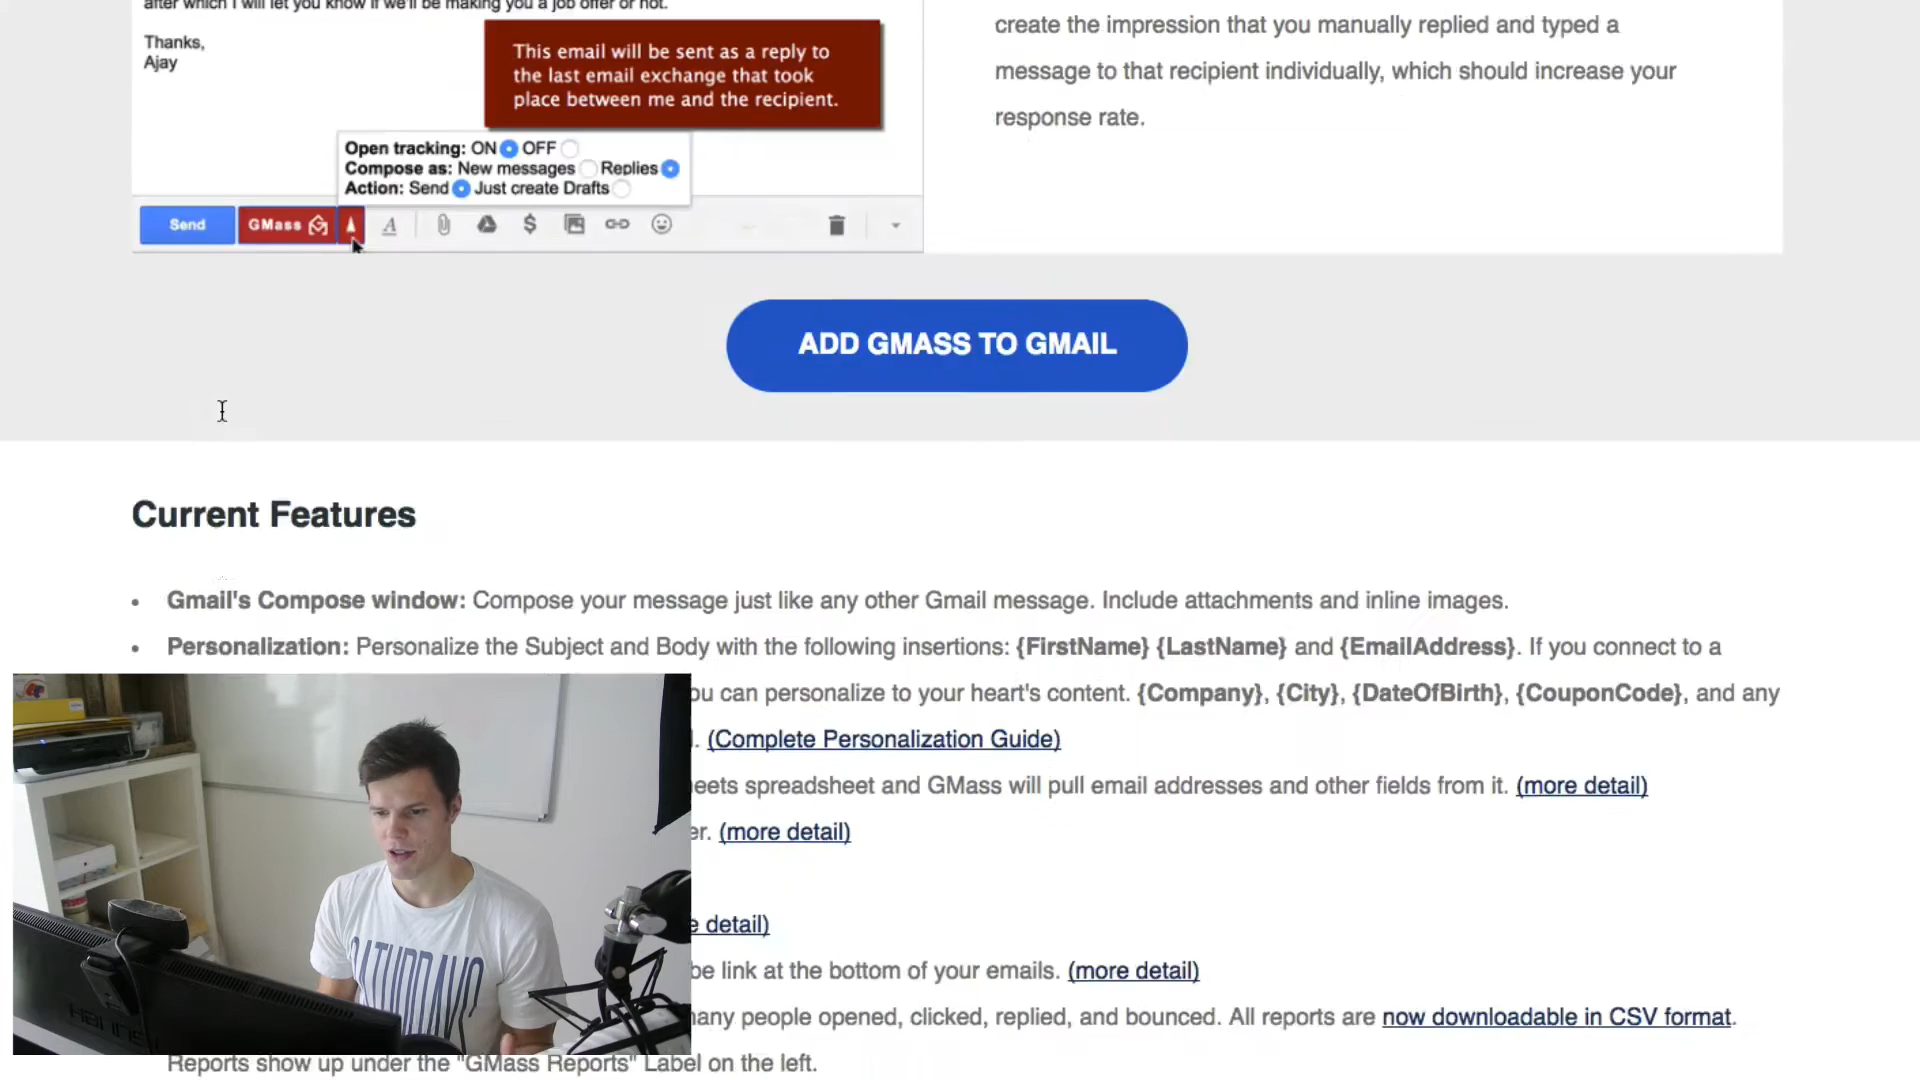 after which I will let you know if we'll be making you a job offer or not.
Thanks,
Ajay
This email will be sent as a reply to
the last email exchange that took
place between me and the recipient.
Open tracking: ON OFF
Compose as: New messages Replies
Action: Send Just create Drafts
Send GMass A $
create the impression that you manually replied and typed a
message to that recipient individually, which should increase your
response rate.
ADD GMASS TO GMAIL
Current Features
• Gmail's Compose window: Compose your message just like any other Gmail message. Include attachments and inline images.
• Personalization: Personalize the Subject and Body with the following insertions: {FirstName} {LastName} and {EmailAddress}. If you connect to a
ou can personalize to your heart's content. {Company}, {City}, {DateOfBirth}, {CouponCode}, and any
. (Complete Personalization Guide)
eets spreadsheet and GMass will pull email addresses and other fields from it. (more detail)
er. (more detail)
e detail)
be link at the bottom of your emails. (more detail)
any people opened, clicked, replied, and bounced. All reports are now downloadable in CSV format.
Reports show up under the "GMass Reports" Label on the left.
SATURDAYS